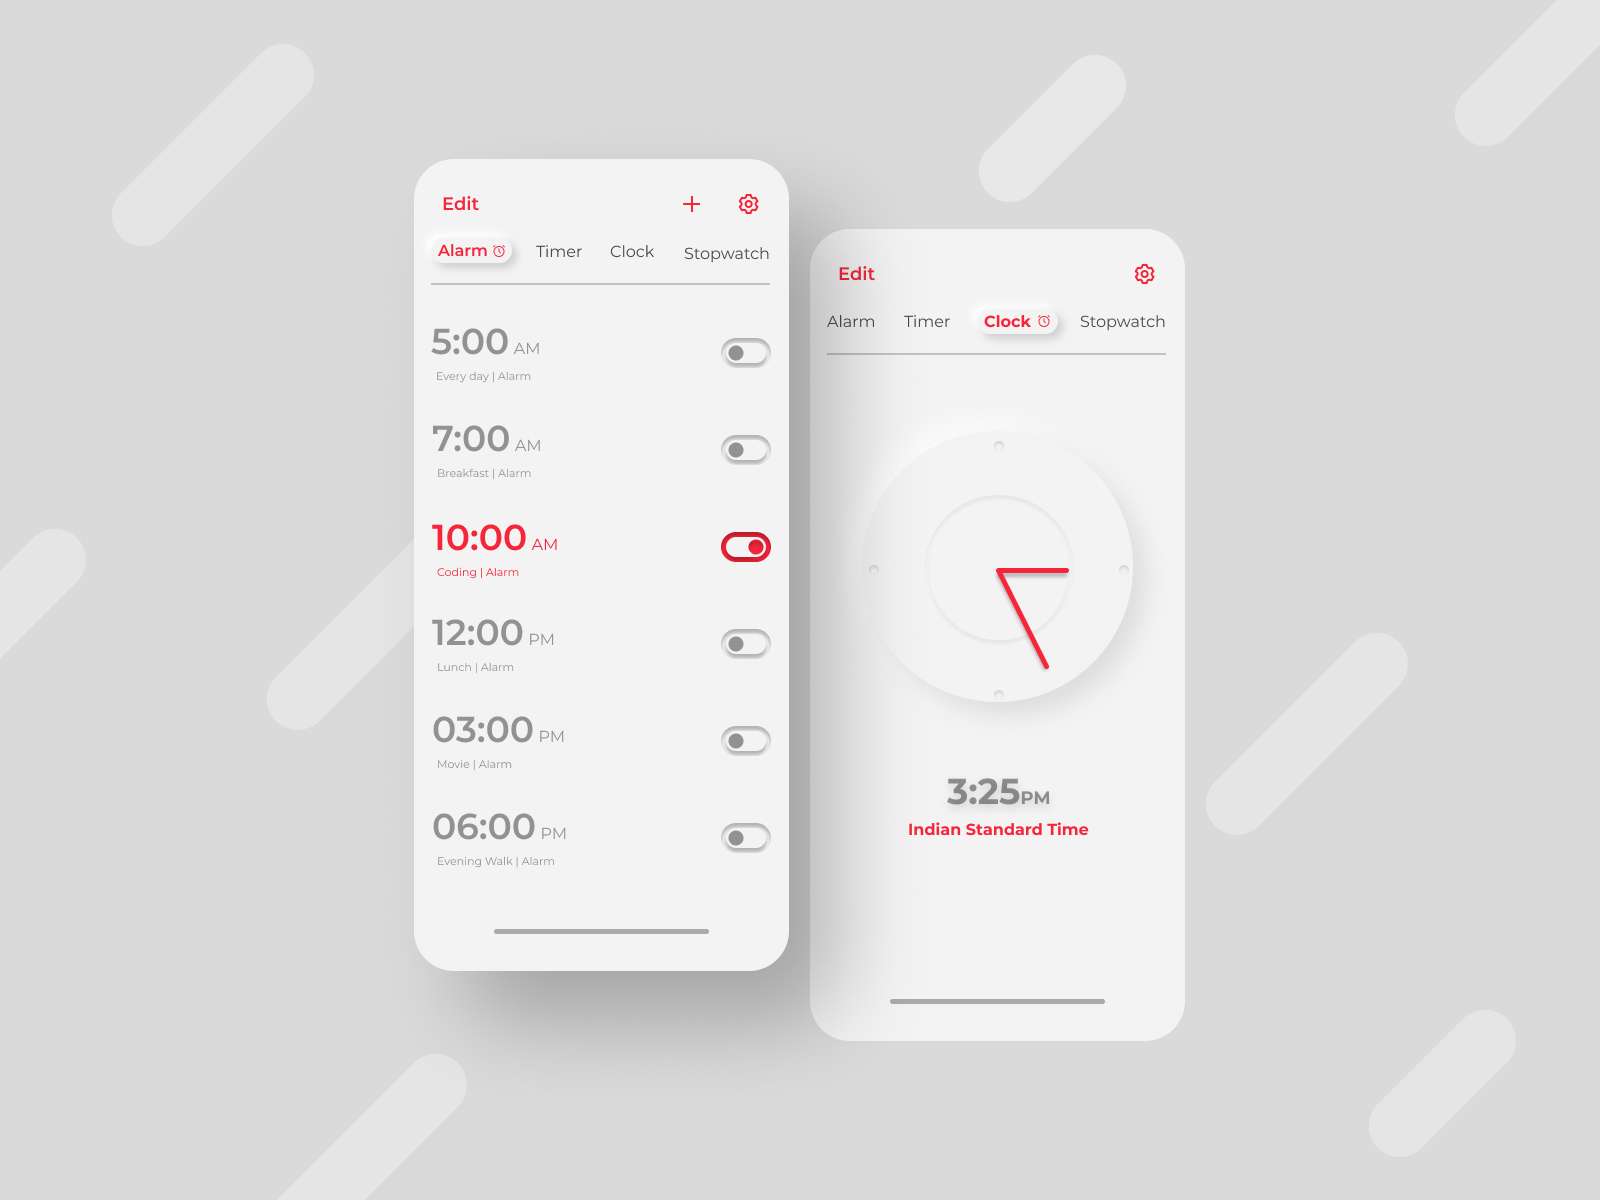 Edit
Alarm Timer Clock Stopwatch
5:00 AM
Every day | Alarm
7:00 AM
Breakfast | Alarm
10:00 AM
Coding | Alarm
12:00 PM
Lunch | Alarm
03:00 PM
Movie | Alarm
06:00 PM
Evening Walk | Alarm
Edit
Alarm Timer Clock Stopwatch
3:25PM
Indian Standard Time